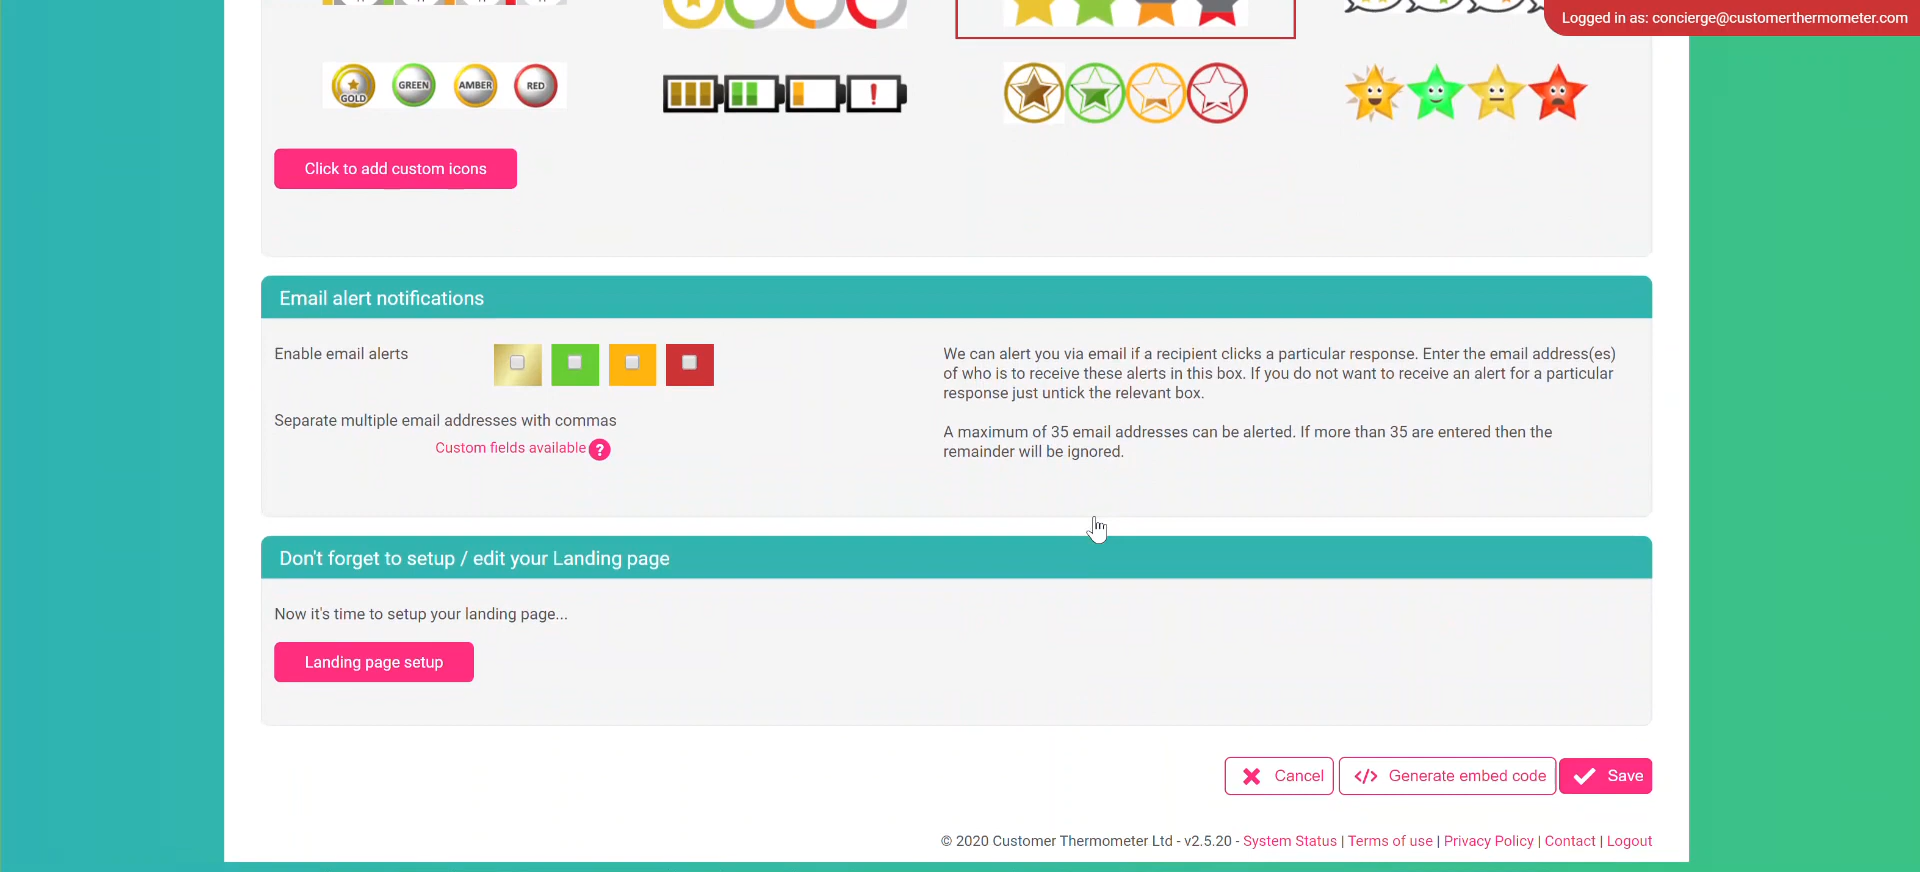 Logged in as: concierge@customerthermometer.com
GOLD
GREEN
AMBER
RED
!
Click to add custom icons
Email alert notifications
Enable email alerts
We can alert you via email if a recipient clicks a particular response. Enter the email address(es)
of who is to receive these alerts in this box. If you do not want to receive an alert for a particular
response just untick the relevant box.
Separate multiple email addresses with commas
Custom fields available ?
A maximum of 35 email addresses can be alerted. If more than 35 are entered then the
remainder will be ignored.
Don't forget to setup / edit your Landing page
Now it's time to setup your landing page...
Landing page setup
Cancel
</> Generate embed code
Save
© 2020 Customer Thermometer Ltd - v2.5.20 - System Status | Terms of use | Privacy Policy | Contact | Logout